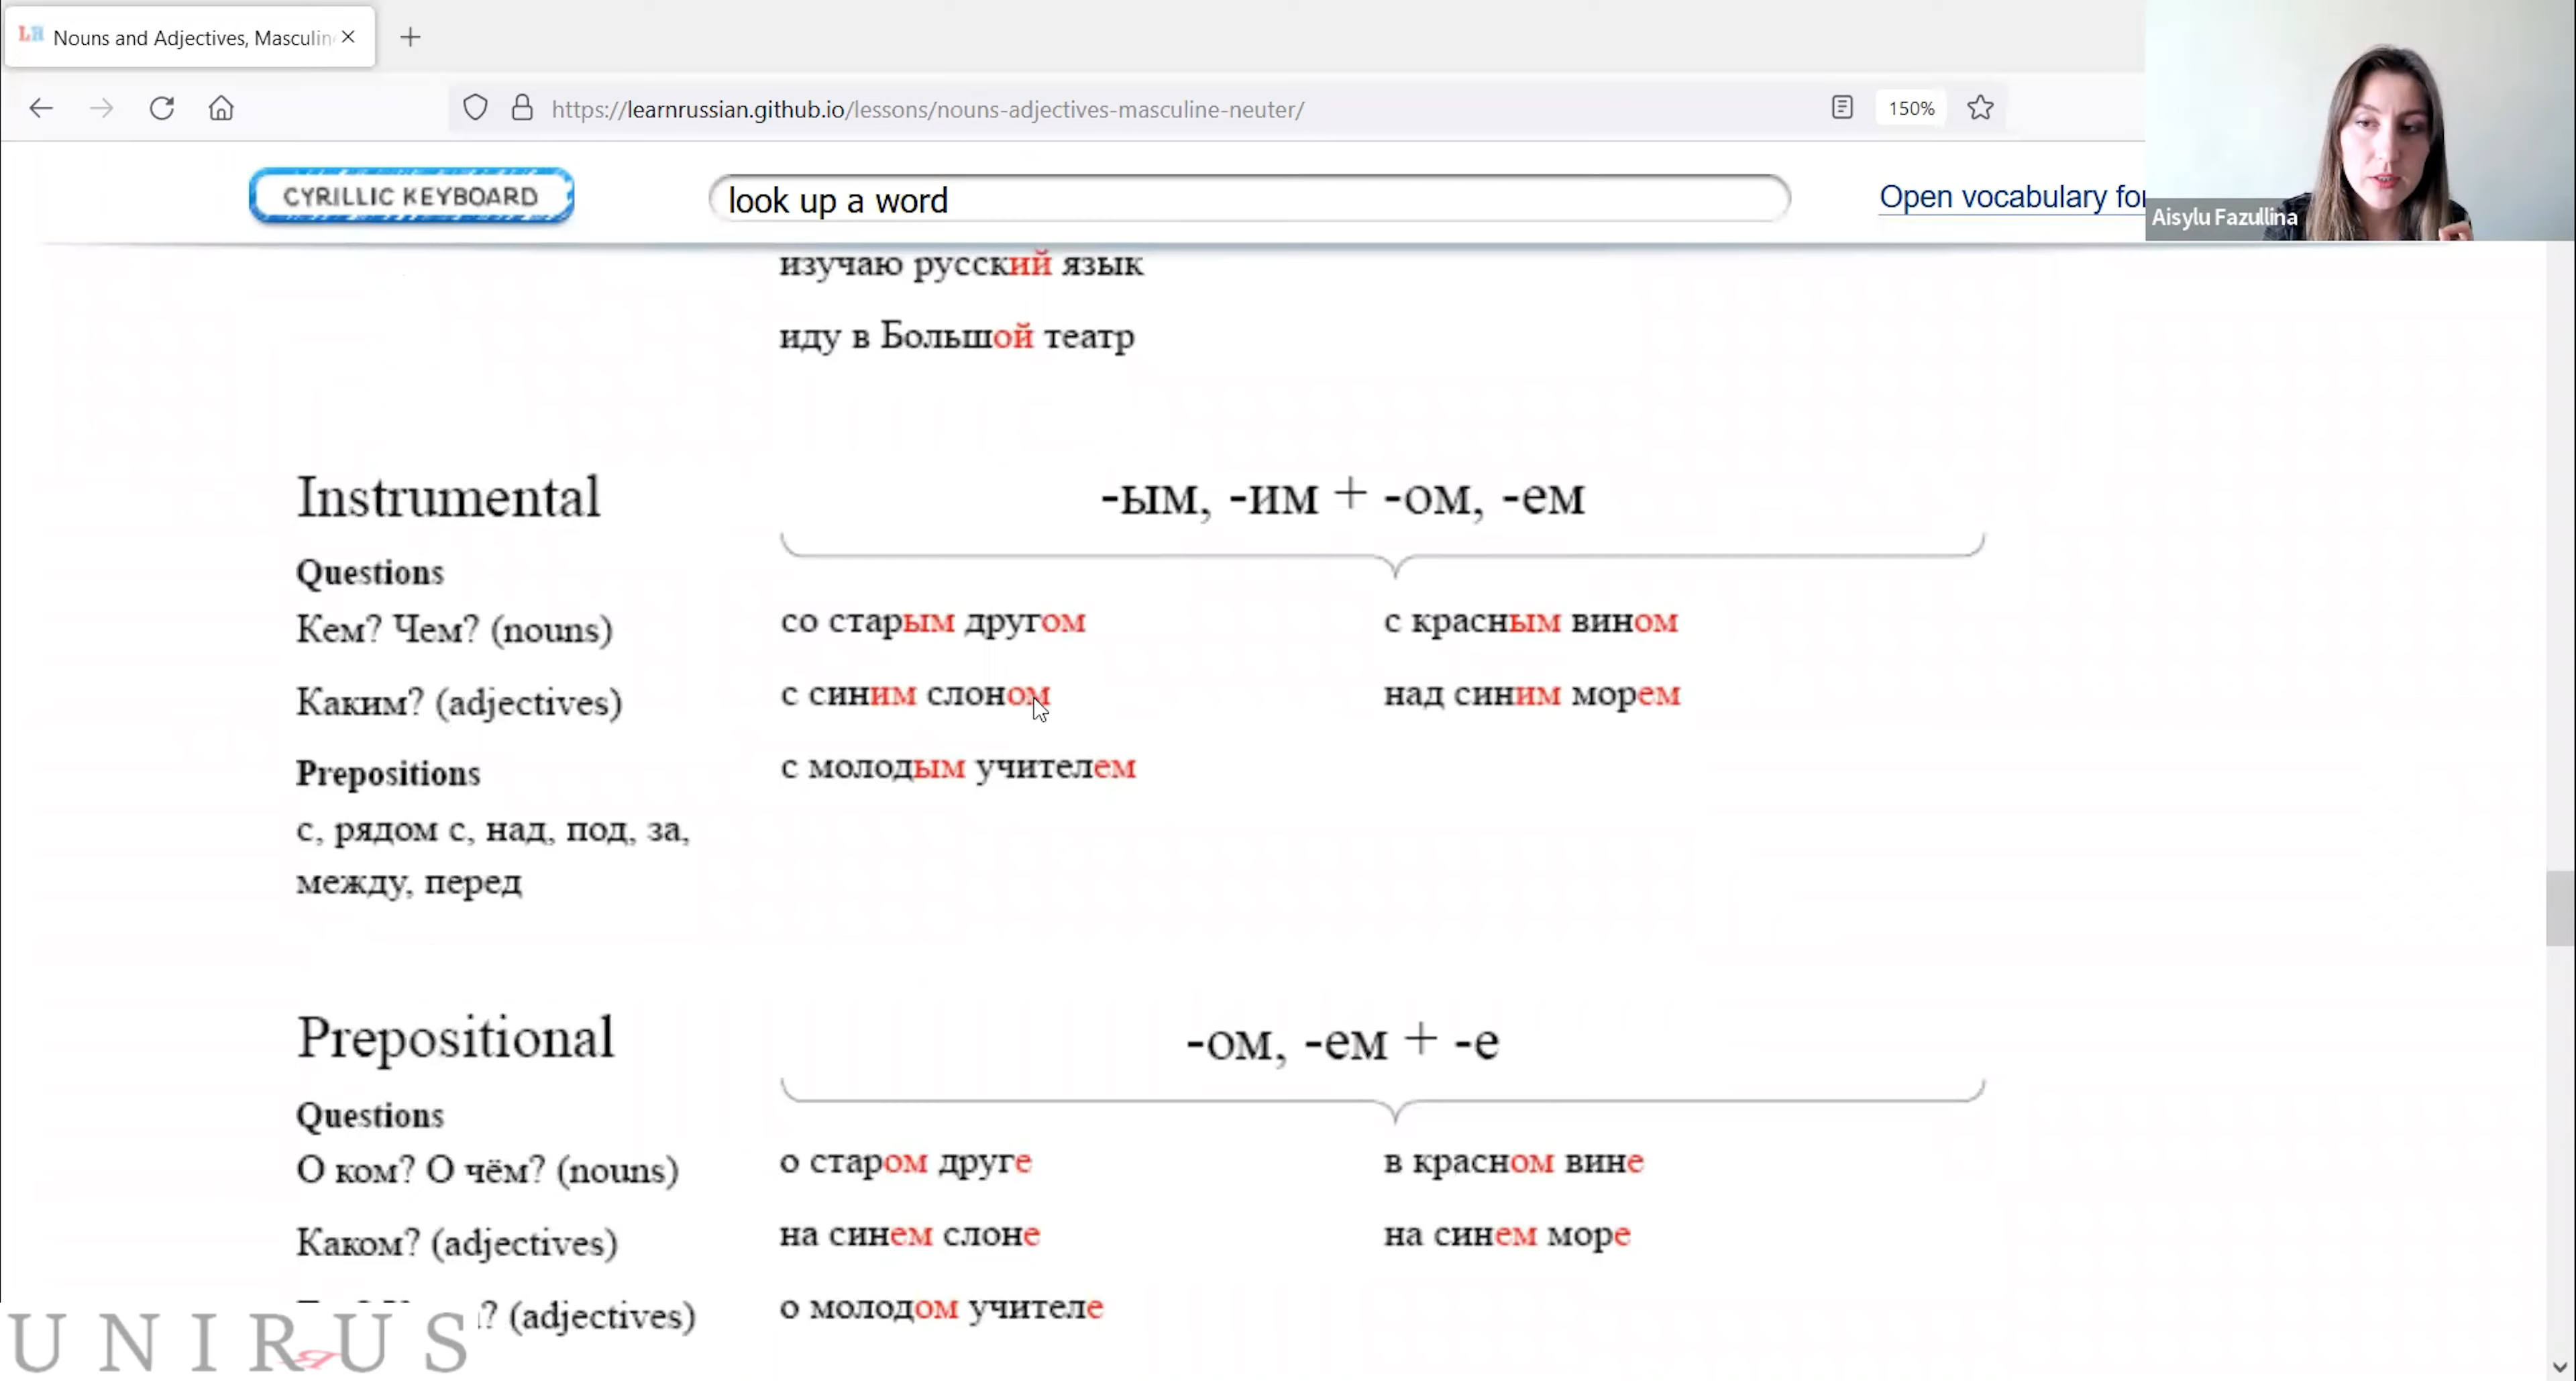 Nouns and Adjectives, Masculin
https://learnrussian.github.io/lessons/nouns-adjectives-masculine-neuter/
150%
CYRILLIC KEYBOARD
look up a word
Open vocabulary for
Aisylu Fazullina
изучаю русский язык
иду в Большой театр
Instrumental
-ым, -им + -ом, -ем
Questions
Кем? Чем? (nouns)
со старым другом
с красным вином
Каким? (adjectives)
с синим слоном
над синим морем
Prepositions
с молодым учителем
с, рядом с, над, под, за,
между, перед
Prepositional
-ом, -ем + -е
Questions
О ком? О чём? (nouns)
о старом друге
в красном вине
Каком? (adjectives)
на синем слоне
на синем море
? (adjectives)
о молодом учителе
UNIRUS